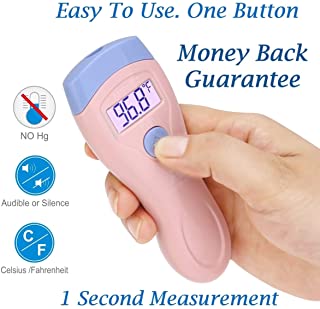 Easy To Use. One Button
Money Back
Guarantee
96.8°F
NO Hg
Audible or Silence
C
F
Celsius /Fahrenheit
1 Second Measurement